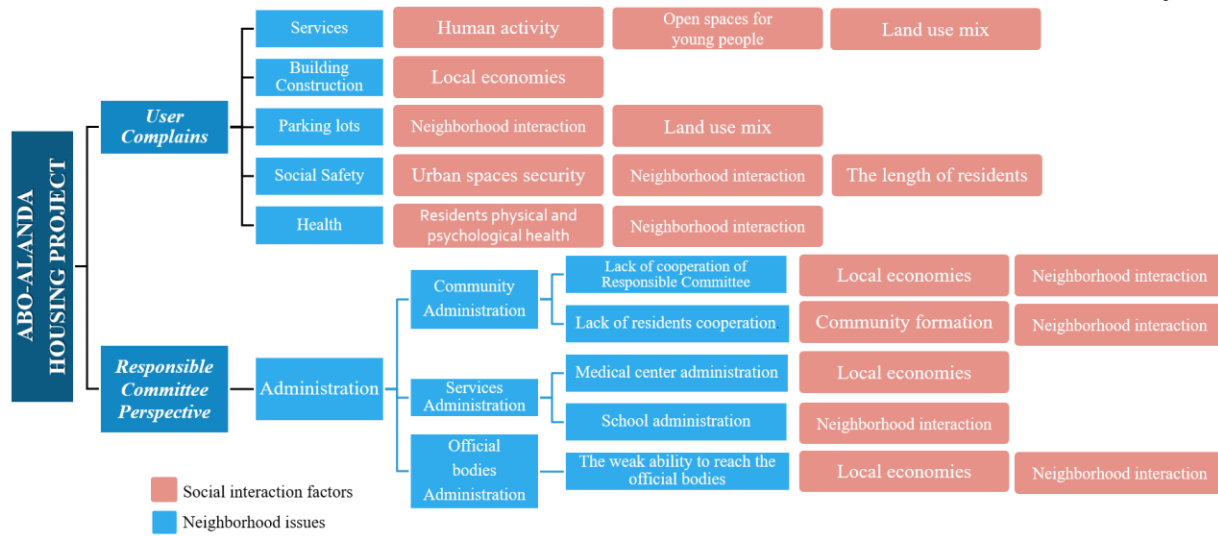 ABO-ALANDA
HOUSING PROJECT
User
Complains
Services
Human activity
Open spaces for
young people
Land use mix
Building
Construction
Local economies
Parking lots
Neighborhood interaction
Land use mix
Social Safety
Urban spaces security
Neighborhood interaction
The length of residents
Health
Residents physical and
psychological health
Neighborhood interaction
Responsible
Committee
Perspective
Administration
Community
Administration
Lack of cooperation of
Responsible Committee
Local economies
Neighborhood interaction
Lack of residents cooperation.
Community formation
Neighborhood interaction
Services
Administration
Medical center administration
Local economies
School administration
Neighborhood interaction
Official
bodies
Administration
The weak ability to reach the
official bodies
Local economies
Neighborhood interaction
Social interaction factors
Neighborhood issues